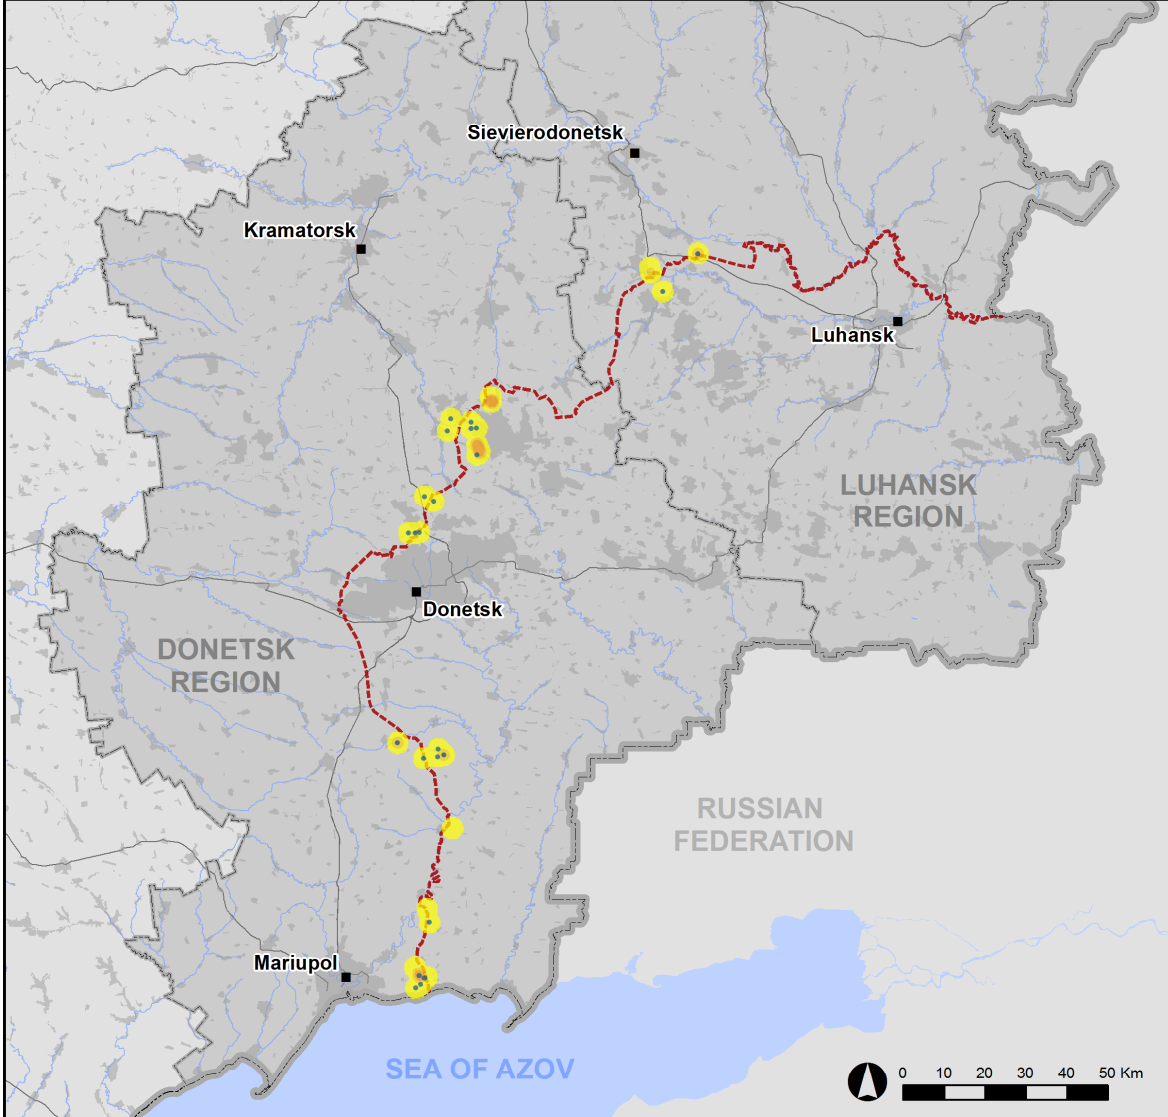 Sievierodonetsk
Kramatorsk
Luhansk
LUHANSK
REGION
Donetsk
DONETSK
REGION
RUSSIAN
FEDERATION
Mariupol
SEA OF AZOV
0 10 20 30 40 50 Km